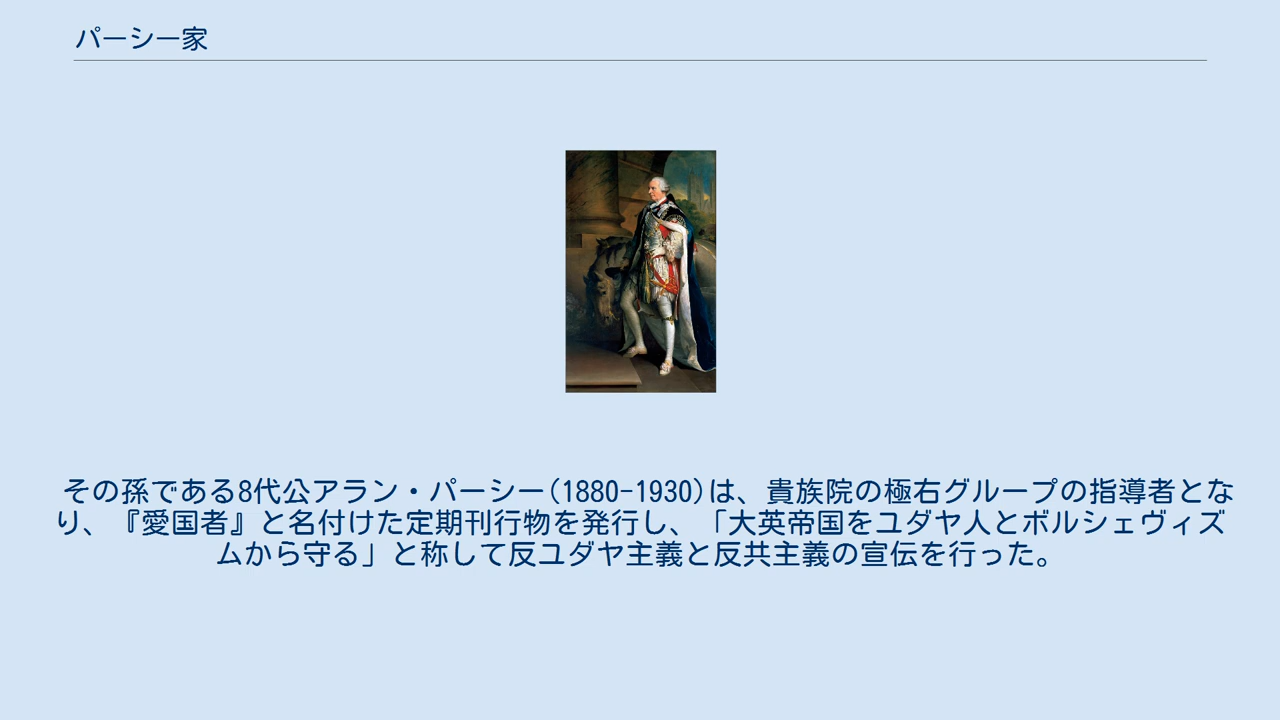 パーシー家
その孫である8代公アラン・パーシー(1880-1930)は、貴族院の極右グループの指導者とな
り、『愛国者』と名付けた定期刊行物を発行し、「大英帝国をユダヤ人とボルシェヴィズ
ムから守る」と称して反ユダヤ主義と反共主義の宣伝を行った。